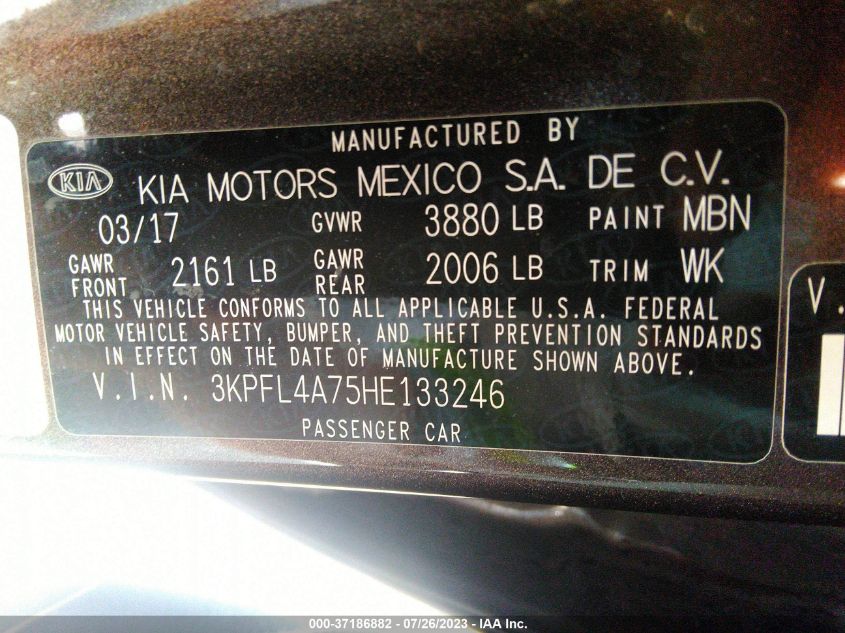 MANUFACTURED BY
KIA KIA MOTORS MEXICO S.A. DE C.V.
03/17 GVWR 3880 LB PAINT MBN
GAWR FRONT 2161 LB GAWR REAR 2006 LB TRIM WK
THIS VEHICLE CONFORMS TO ALL APPLICABLE U.S.A. FEDERAL
MOTOR VEHICLE SAFETY, BUMPER, AND THEFT PREVENTION STANDARDS
IN EFFECT ON THE DATE OF MANUFACTURE SHOWN ABOVE.
V.I.N. 3KPFL4A75HE133246
PASSENGER CAR
V.
000-37186882 - 07/26/2023 - IAA Inc.